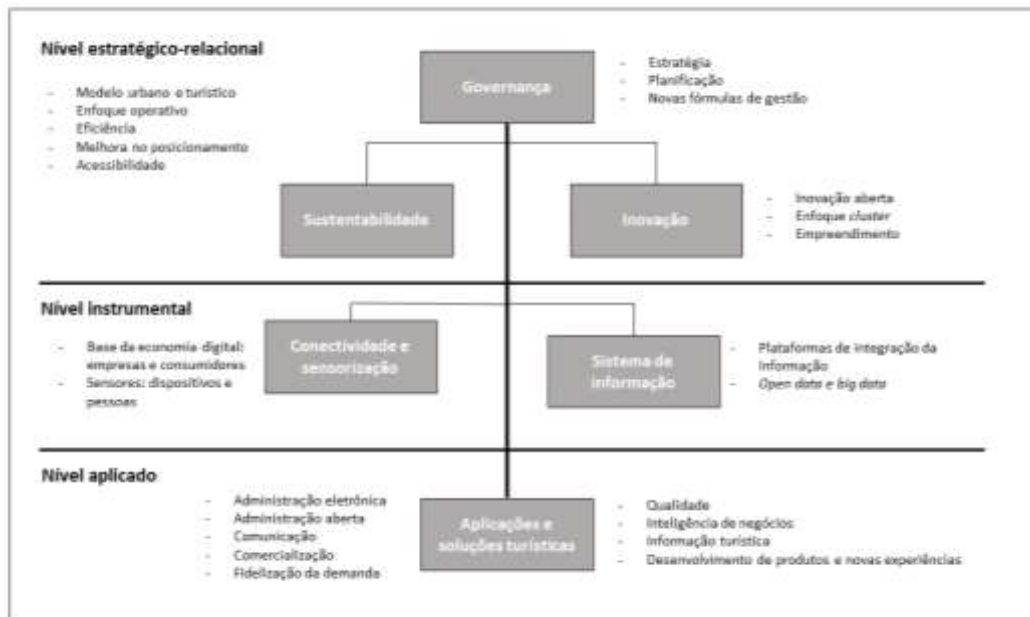 Nível estratégico-relacional
- Modelo urbano e turístico
- Enfoque operativo
- Eficiência
- Melhora no posicionamento
- Acessibilidade
Governança
- Estratégia
- Planificação
- Novas fórmulas de gestão
Sustentabilidade
Inovação
- Inovação aberta
- Enfoque cluster
- Empreendimento
Nível instrumental
- Base da economia digital:
empresas e consumidores
- Sensores: dispositivos e
pessoas
Conectividade e
sensorização
Sistema de
informação
- Plataformas de integração da
Informação
- Open data e big data
Nível aplicado
- Administração eletrônica
- Administração aberta
- Comunicação
- Comercialização
- Fidelização da demanda
Aplicações e
soluções turísticas
- Qualidade
- Inteligência de negócios
- Informação turística
- Desenvolvimento de produtos e novas experiências